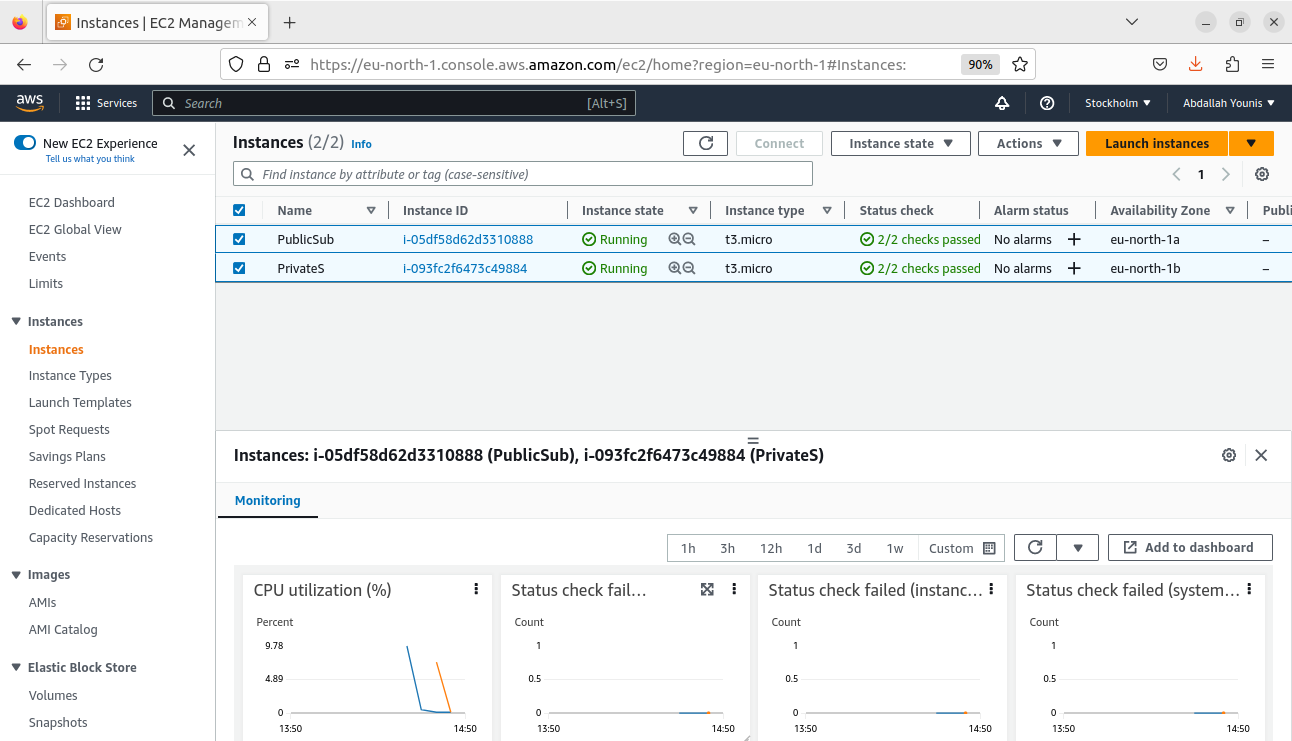 Instances | EC2 Managem
https://eu-north-1.console.aws.amazon.com/ec2/home?region=eu-north-1#Instances:
90%
aws
Services
Search
[Alt+S]
Stockholm
Abdallah Younis
New EC2 Experience
Tell us what you think
EC2 Dashboard
EC2 Global View
Events
Limits
Instances
Instances
Instance Types
Launch Templates
Spot Requests
Savings Plans
Reserved Instances
Dedicated Hosts
Capacity Reservations
Images
AMIs
AMI Catalog
Elastic Block Store
Volumes
Snapshots
Instances (2/2) Info
Connect
Instance state
Actions
Launch instances
Find instance by attribute or tag (case-sensitive)
1
Name Instance ID Instance state Instance type Status check Alarm status Availability Zone Publi
PublicSub i-05df58d62d3310888 Running t3.micro 2/2 checks passed No alarms + eu-north-1a –
PrivateS i-093fc2f6473c49884 Running t3.micro 2/2 checks passed No alarms + eu-north-1b –
Instances: i-05df58d62d3310888 (PublicSub), i-093fc2f6473c49884 (PrivateS)
Monitoring
1h 3h 12h 1d 3d 1w Custom
Add to dashboard
CPU utilization (%)
Percent
9.78
4.89
0
13:50 14:50
Status check fail...
Count
1
0.5
0
13:50 14:50
Status check failed (instanc...
Count
1
0.5
0
13:50 14:50
Status check failed (system...
Count
1
0.5
0
13:50 14:50